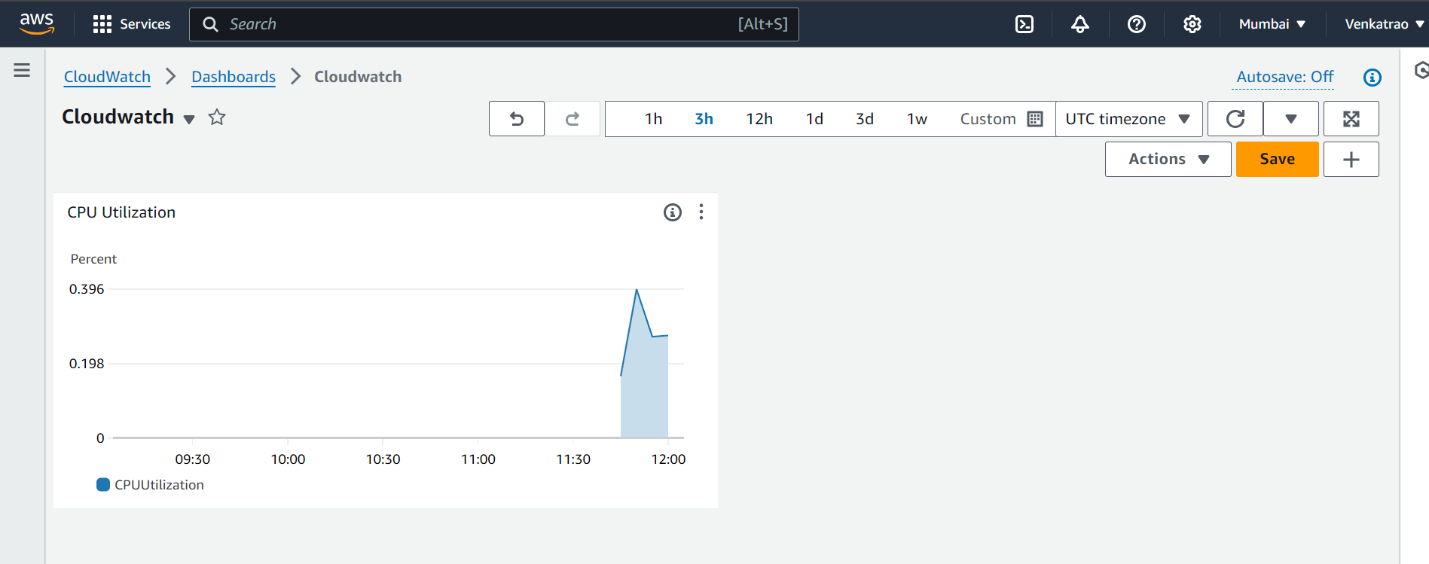 aws Services Search [Alt+S] Mumbai Venkatrao
CloudWatch Dashboards Cloudwatch Autosave: Off
Cloudwatch 1h 3h 12h 1d 3d 1w Custom UTC timezone
Actions Save
CPU Utilization
Percent
0.396
0.198
0
09:30 10:00 10:30 11:00 11:30 12:00
CPUUtilization